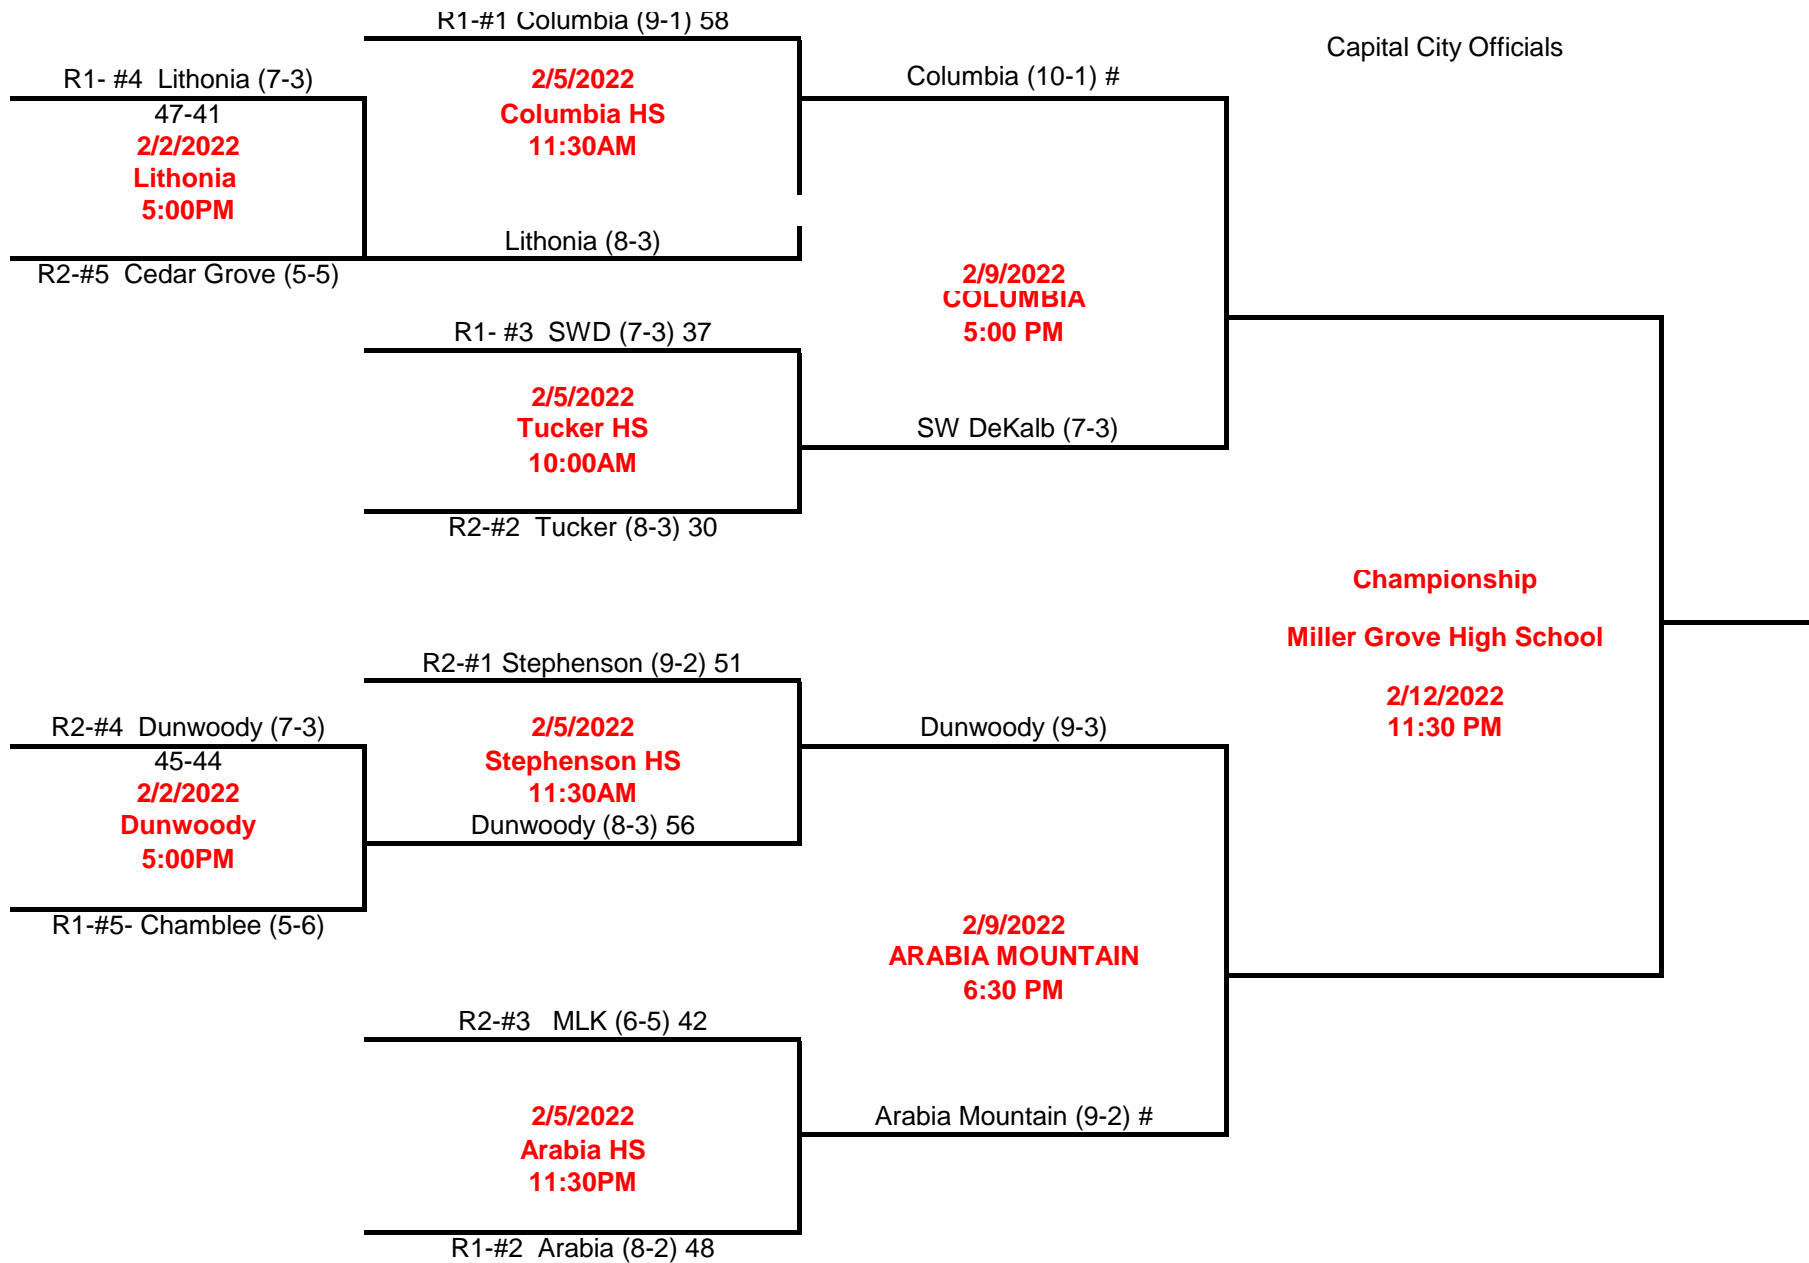 R1-#1 Columbia (9-1) 58
Capital City Officials
R1- #4  Lithonia (7-3)
47-41
2/2/2022
Lithonia
5:00PM
R2-#5  Cedar Grove (5-5)
2/5/2022
Columbia HS
11:30AM
Lithonia (8-3)
Columbia (10-1) #
2/9/2022
COLUMBIA
5:00 PM
R1- #3  SWD (7-3) 37
2/5/2022
Tucker HS
10:00AM
R2-#2  Tucker (8-3) 30
SW DeKalb (7-3)
Championship
Miller Grove High School
2/12/2022
11:30 PM
R2-#1 Stephenson (9-2) 51
R2-#4  Dunwoody (7-3)
45-44
2/2/2022
Dunwoody
5:00PM
R1-#5- Chamblee (5-6)
2/5/2022
Stephenson HS
11:30AM
Dunwoody (8-3) 56
Dunwoody (9-3)
2/9/2022
ARABIA MOUNTAIN
6:30 PM
R2-#3   MLK (6-5) 42
2/5/2022
Arabia HS
11:30PM
R1-#2  Arabia (8-2) 48
Arabia Mountain (9-2) #